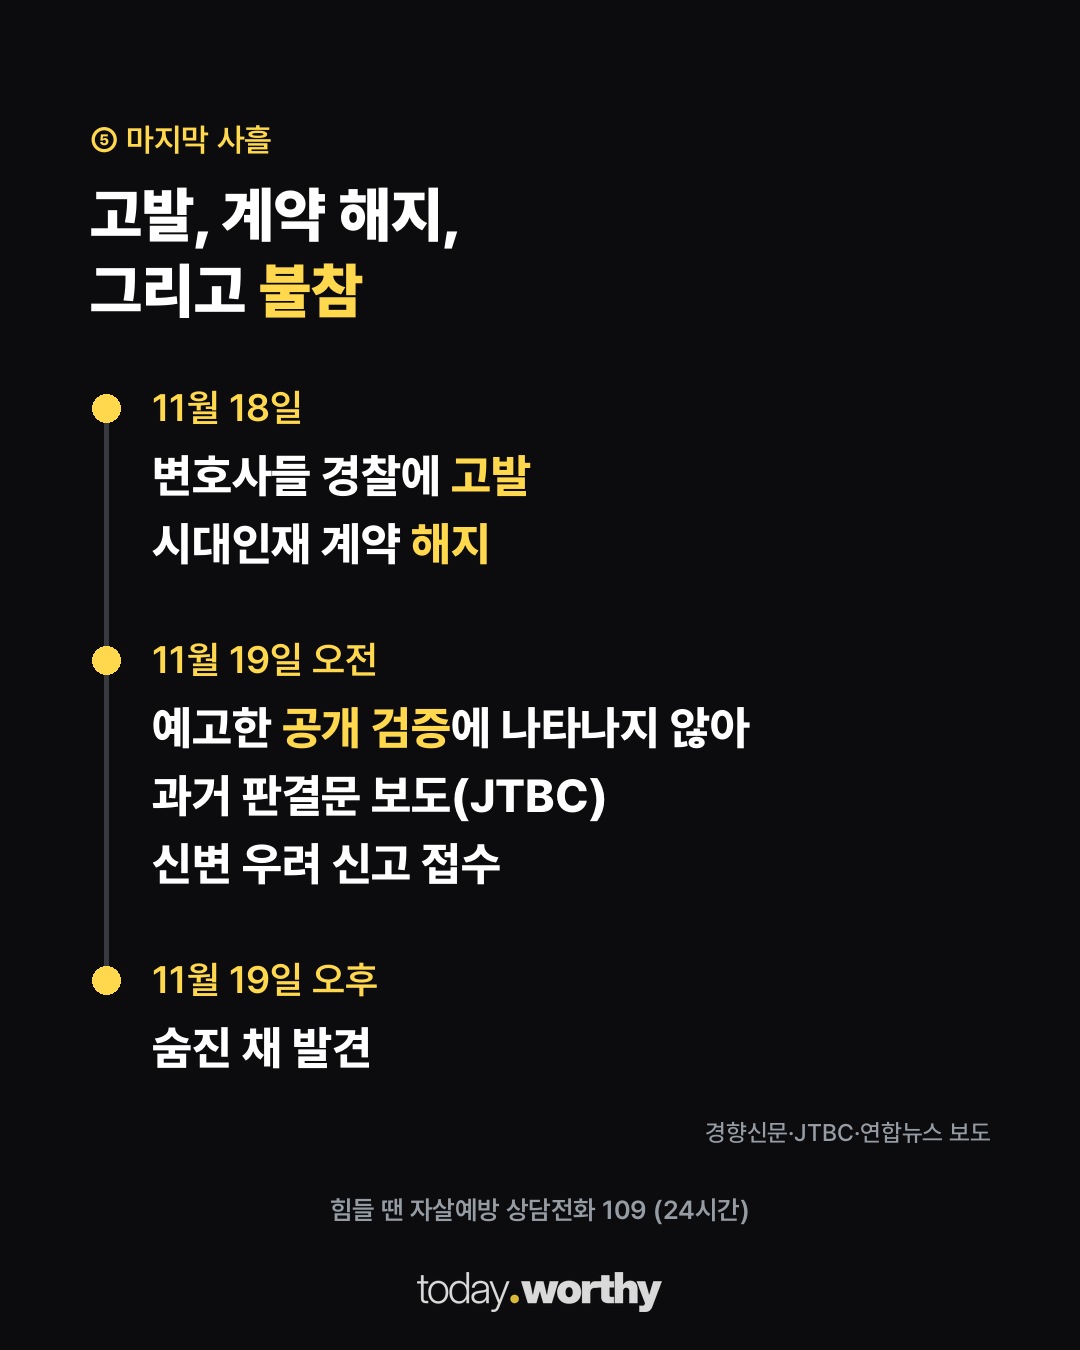 ⑤ 마지막 사흘
고발, 계약 해지,
그리고 불참
11월 18일
변호사들 경찰에 고발
시대인재 계약 해지
11월 19일 오전
예고한 공개 검증에 나타나지 않아
과거 판결문 보도(JTBC)
신변 우려 신고 접수
11월 19일 오후
숨진 채 발견
경향신문·JTBC·연합뉴스 보도
힘들 땐 자살예방 상담전화 109 (24시간)
today.worthy